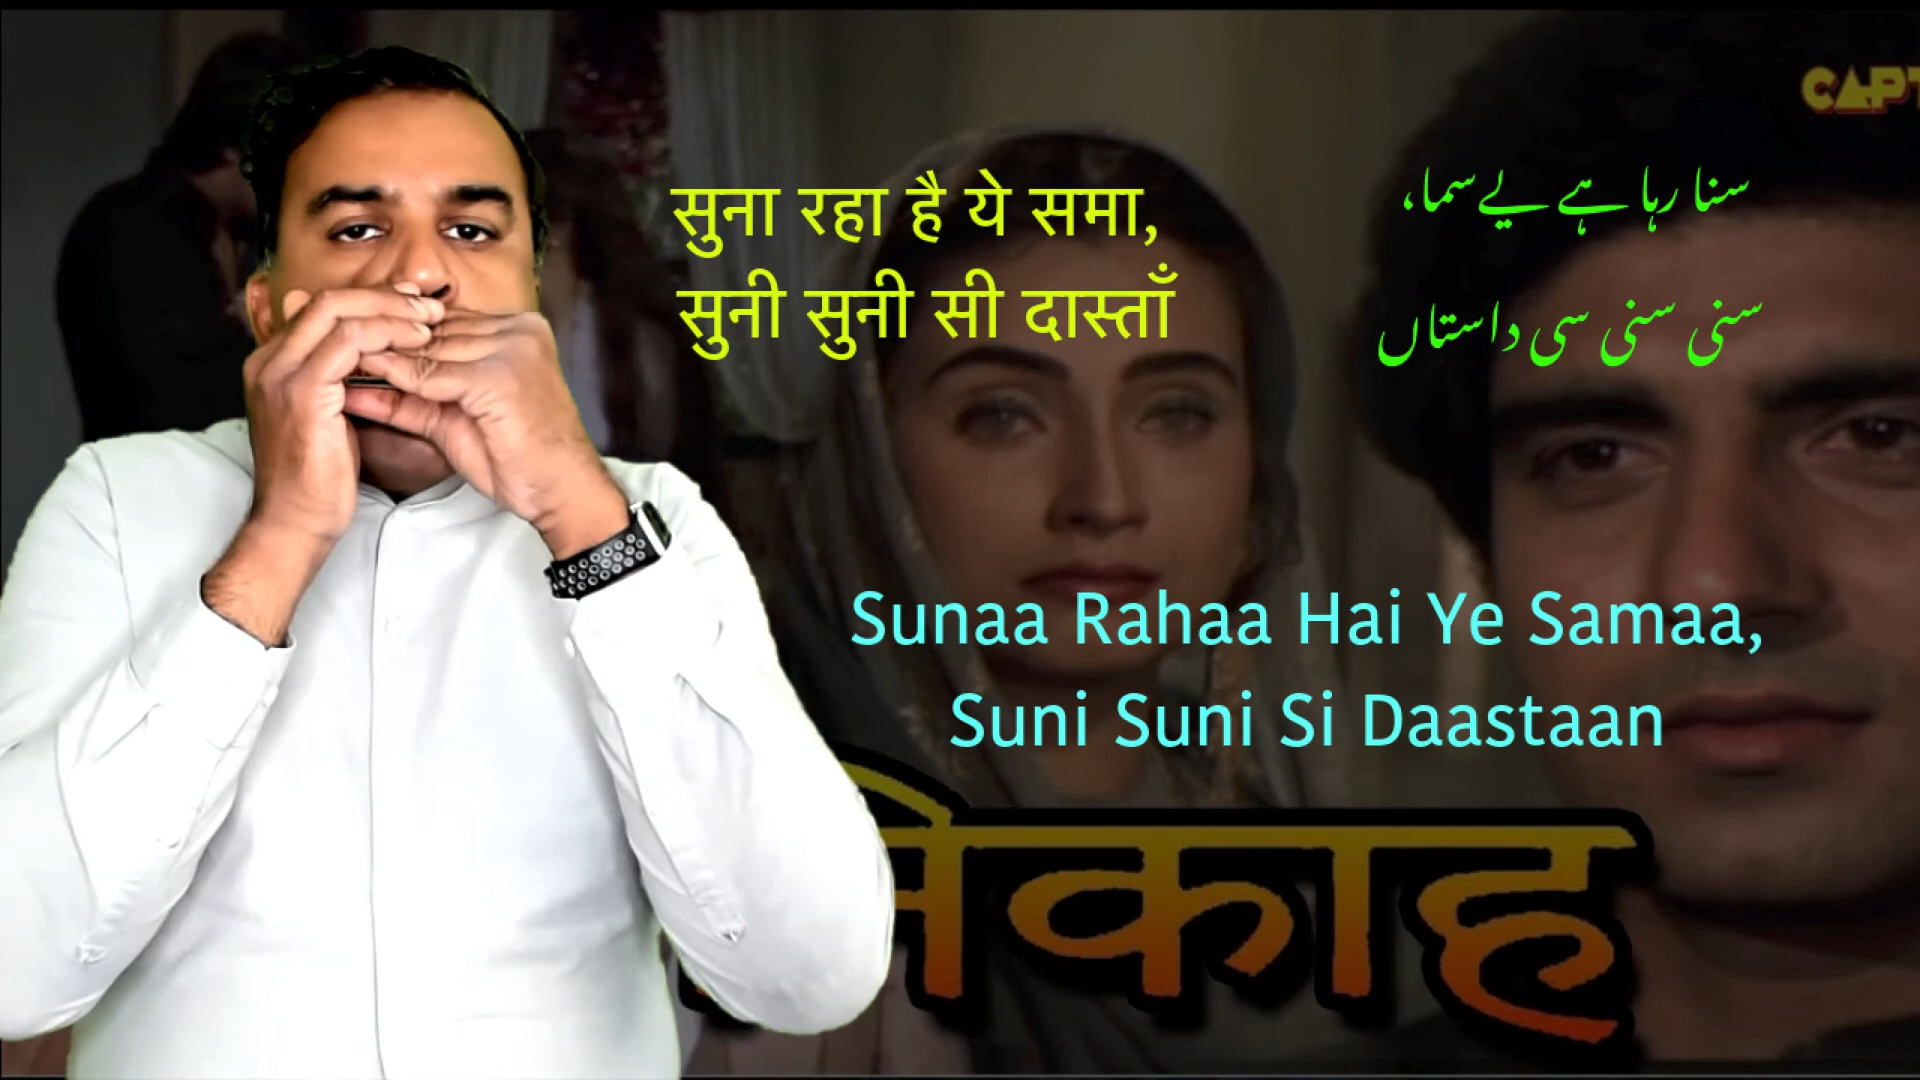 CAPT
सुना रहा है ये समा,
सुनी सुनी सी दास्ताँ
سنا رہا ہے یے سما،
سنی سنی سی داستاں
Sunaa Rahaa Hai Ye Samaa,
Suni Suni Si Daastaan
निकाह